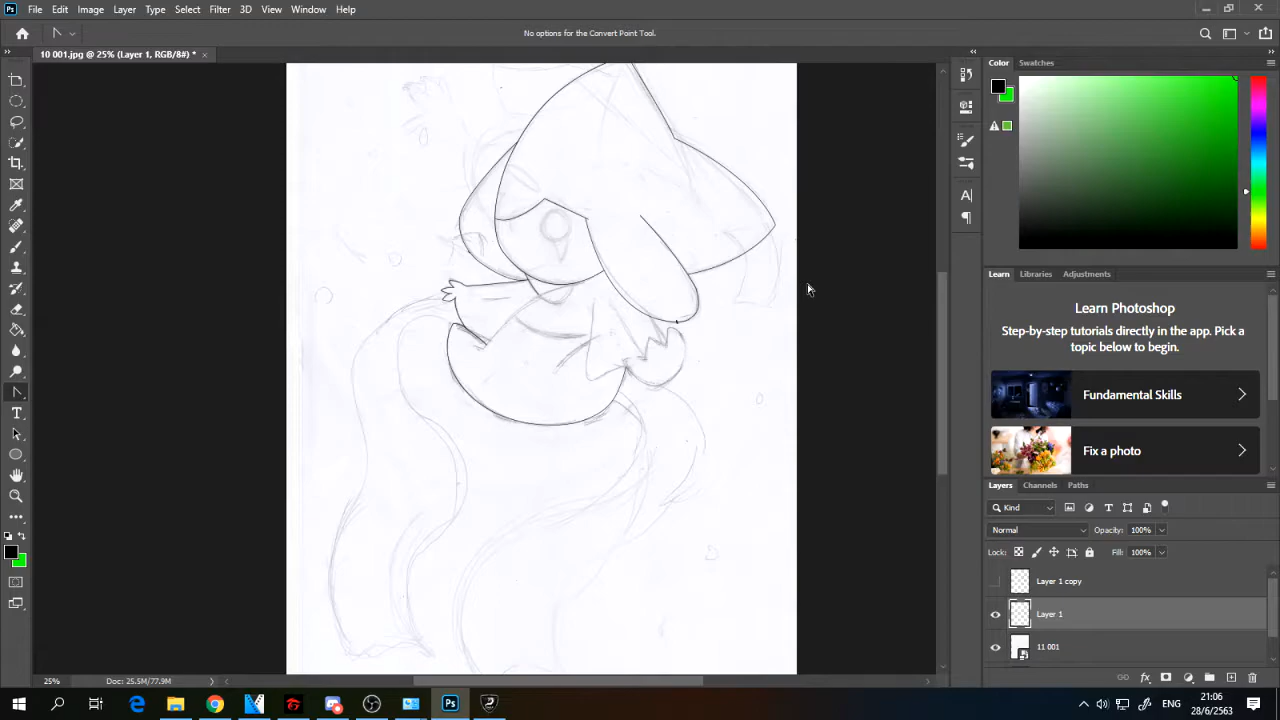 Ps File Edit Image Layer Type Select Filter 3D View Window Help
No options for the Convert Point Tool.
10 001.jpg @ 25% (Layer 1, RGB/8#) * ×
Color Swatches
Learn Libraries Adjustments
Learn Photoshop
Step-by-step tutorials directly in the app. Pick a
topic below to begin.
Fundamental Skills
Fix a photo
Layers Channels Paths
Kind
Normal Opacity: 100%
Lock: Fill: 100%
Layer 1 copy
Layer 1
11 001
25% Doc: 25.5M/77.9M
Ps ENG 21:06
28/6/2563